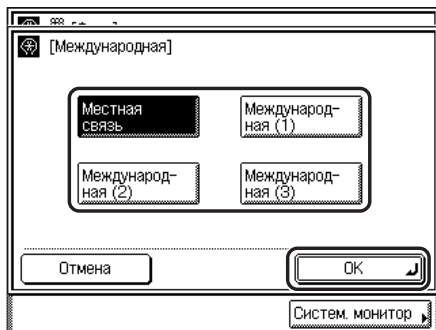 [Международная]
Местная
связь
Международ-
ная (1)
Международ-
ная (2)
Международ-
ная (3)
Отмена
OK
Систем. монитор